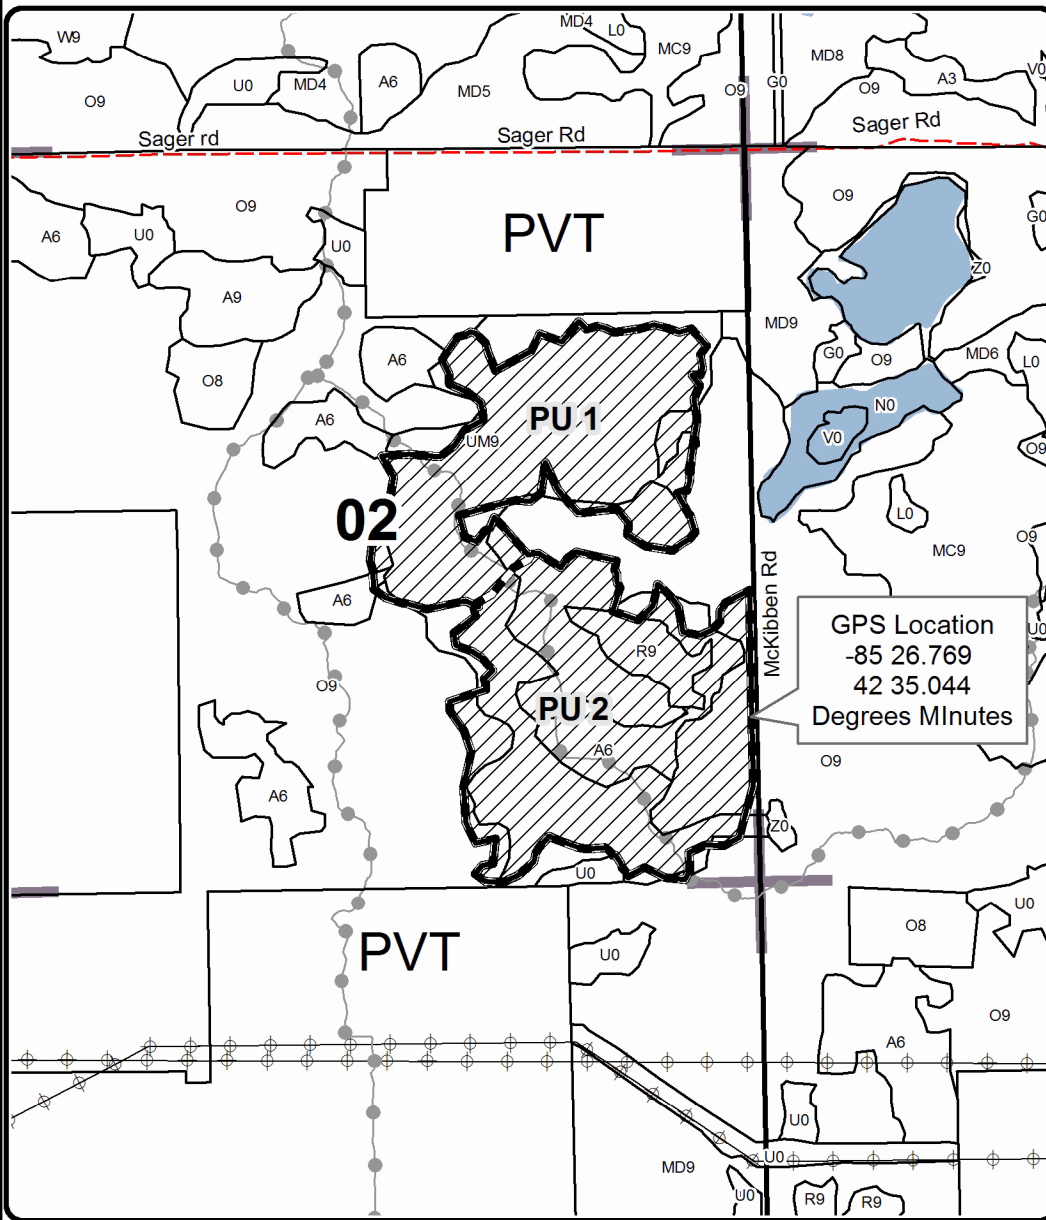 MD4
L0
W9
MC9
MD8
V0
O9
U0
MD4
A6
MD5
O9
G0
O9
A3
Sager rd
Sager Rd
Sager Rd
O9
A6
U0
U0
PVT
O9
G0
Z0
A9
MD9
A6
G0
O9
MD6
L0
O8
A6
PU 1
N0
V0
UM9
O9
02
L0
MC9
O9
A6
McKibben Rd
GPS Location
-85 26.769
42 35.044
Degrees MInutes
U0
R9
O9
PU 2
A6
O9
A6
Z0
U0
U0
O8
PVT
U0
O9
A6
U0
U0
MD9
U0
R9
R9